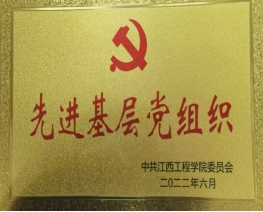 先进基层党组织
中共江西工程学院委员会
二〇二二年六月